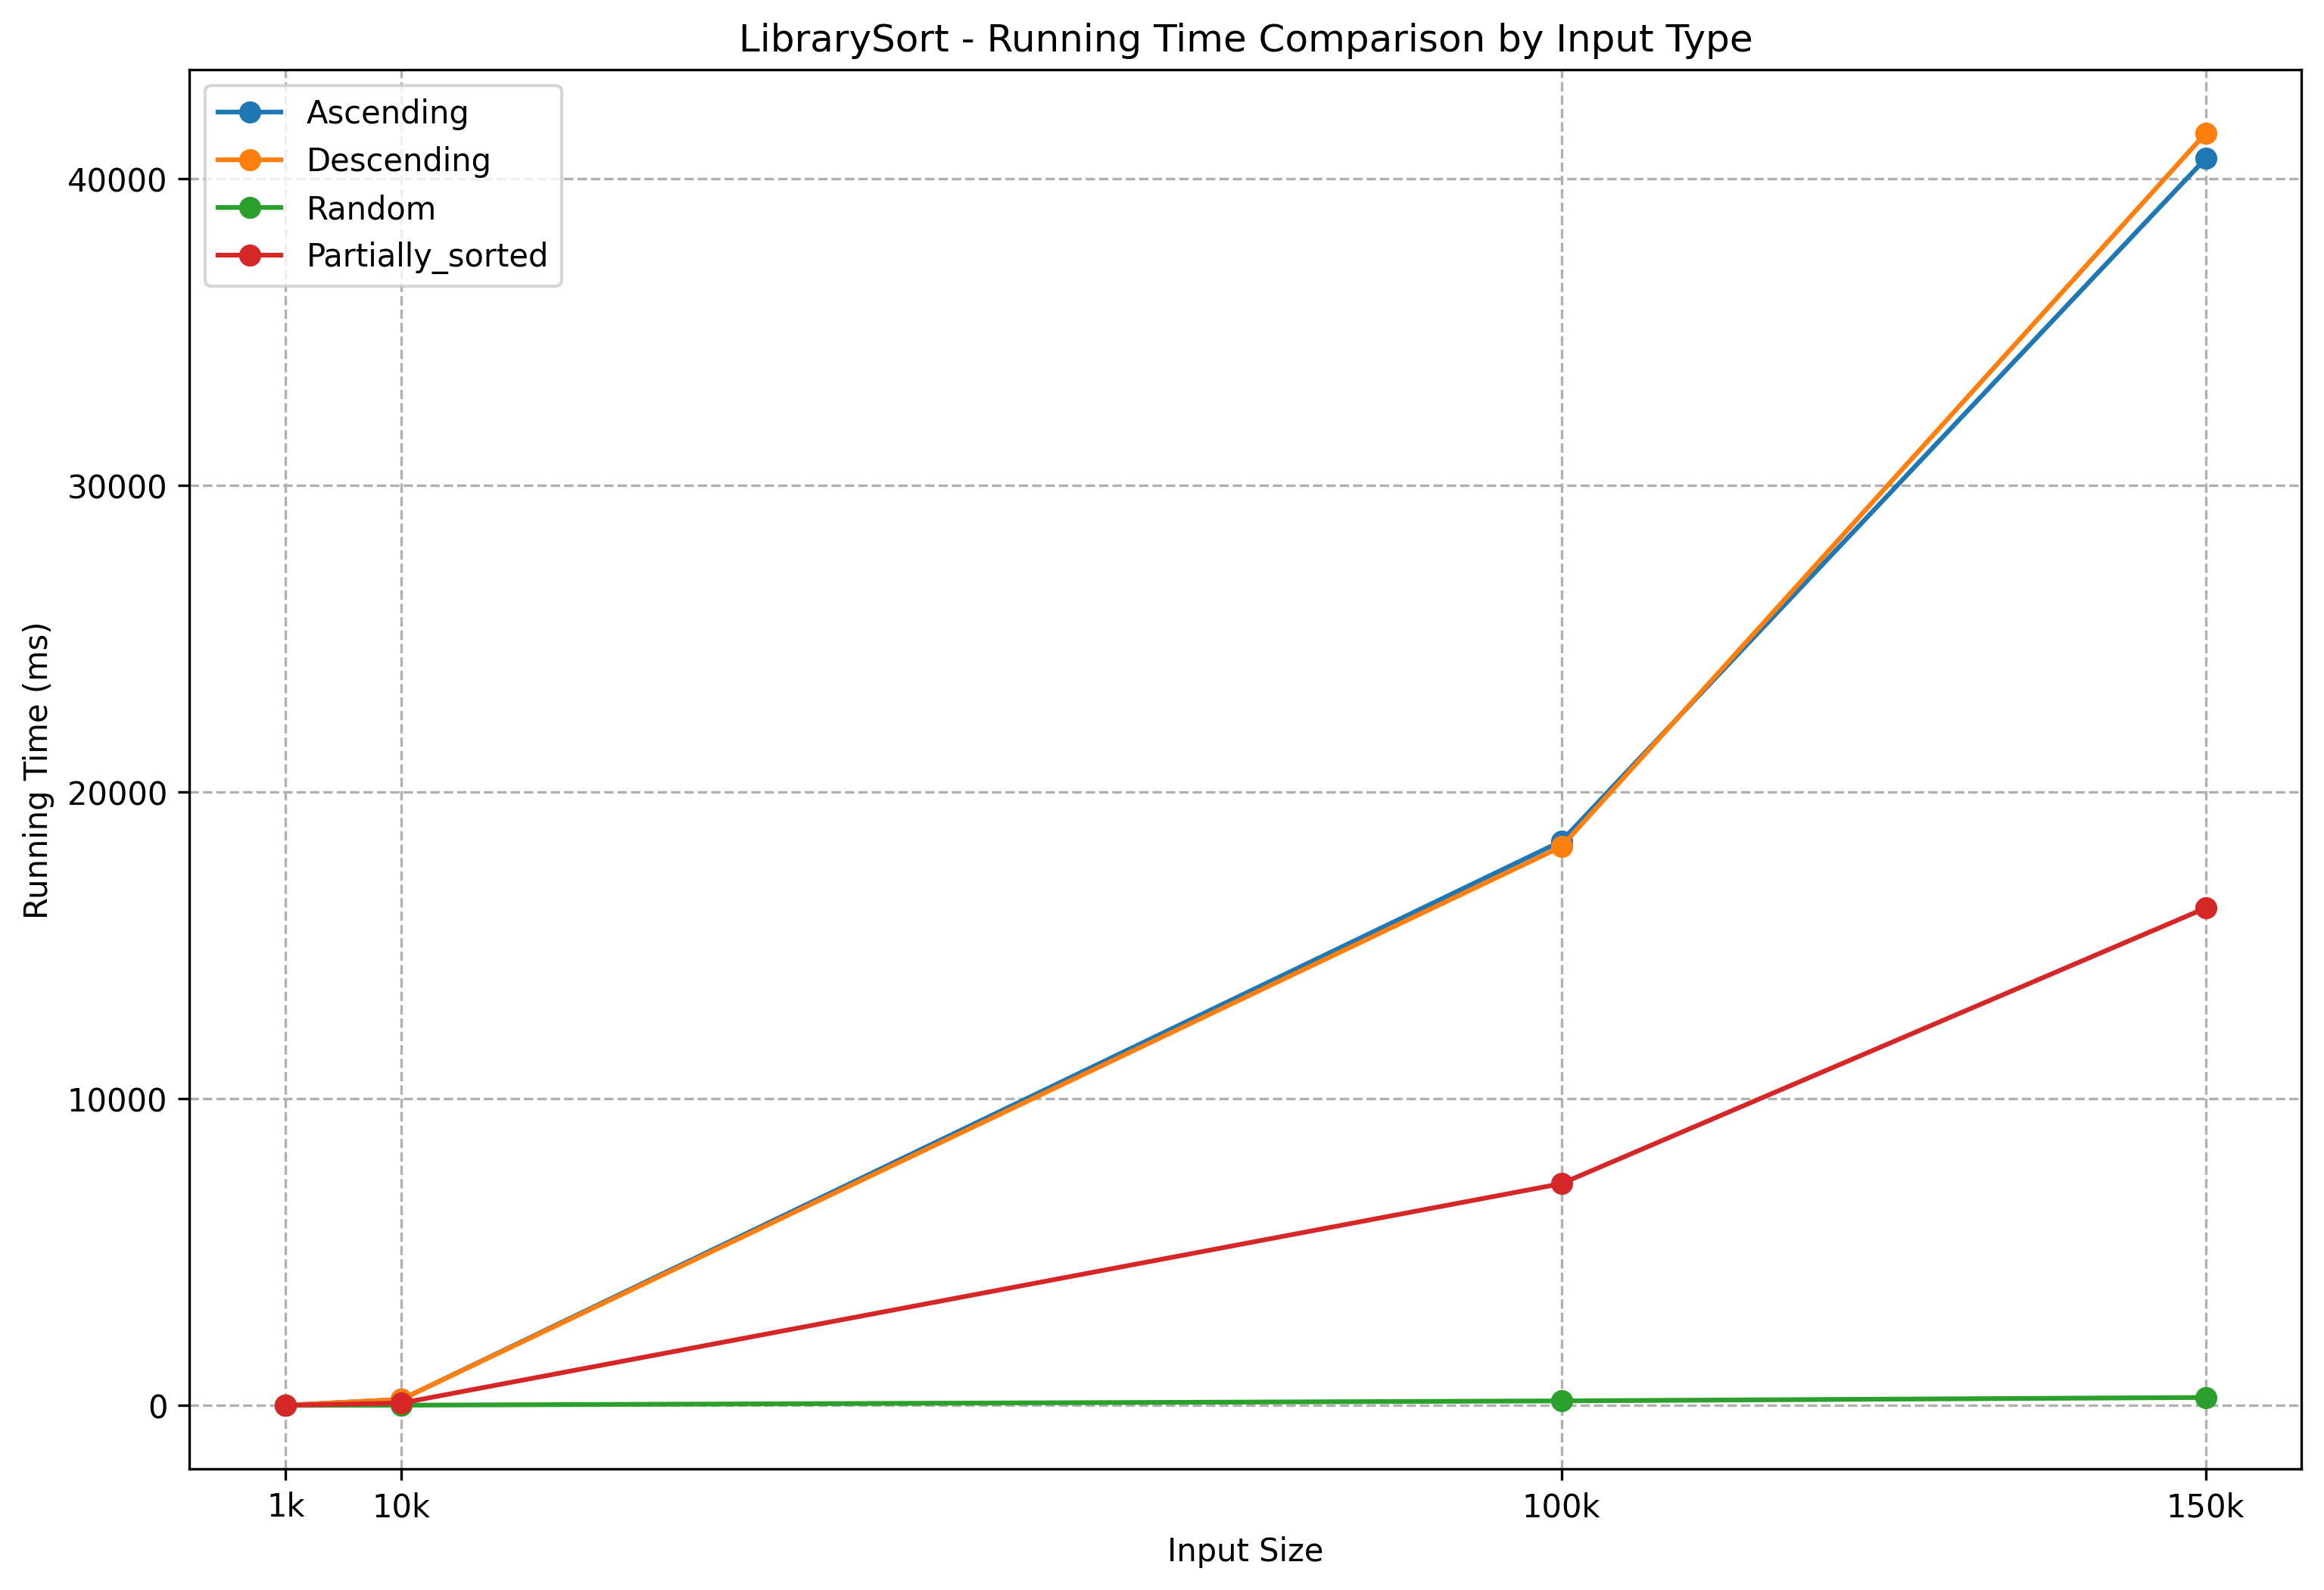 LibrarySort - Running Time Comparison by Input Type
Ascending
Descending
Random
Partially_sorted
40000
30000
20000
10000
0
Running Time (ms)
1k
10k
100k
150k
Input Size